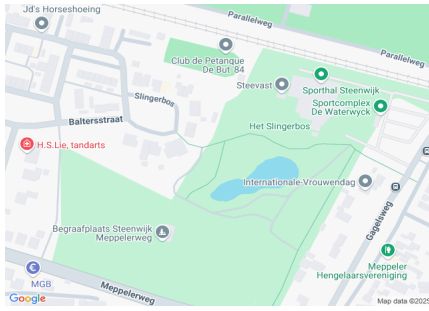 Jd's Horseshoeing
Parallelweg
Parallelweg
Club de Petanque
De But '84
Steevast
Sporthal Steenwijk
Sportcomplex
De Waterwyck
Slingerbos
Baltersstraat
Het Slingerbos
H.S.Lie, tandarts
Internationale-Vrouwendag
Gagelsweg
Begraafplaats Steenwijk
Meppelerweg
Meppeler
Hengelaarsvereniging
MGB
Meppelerweg
Google
Map data ©2025